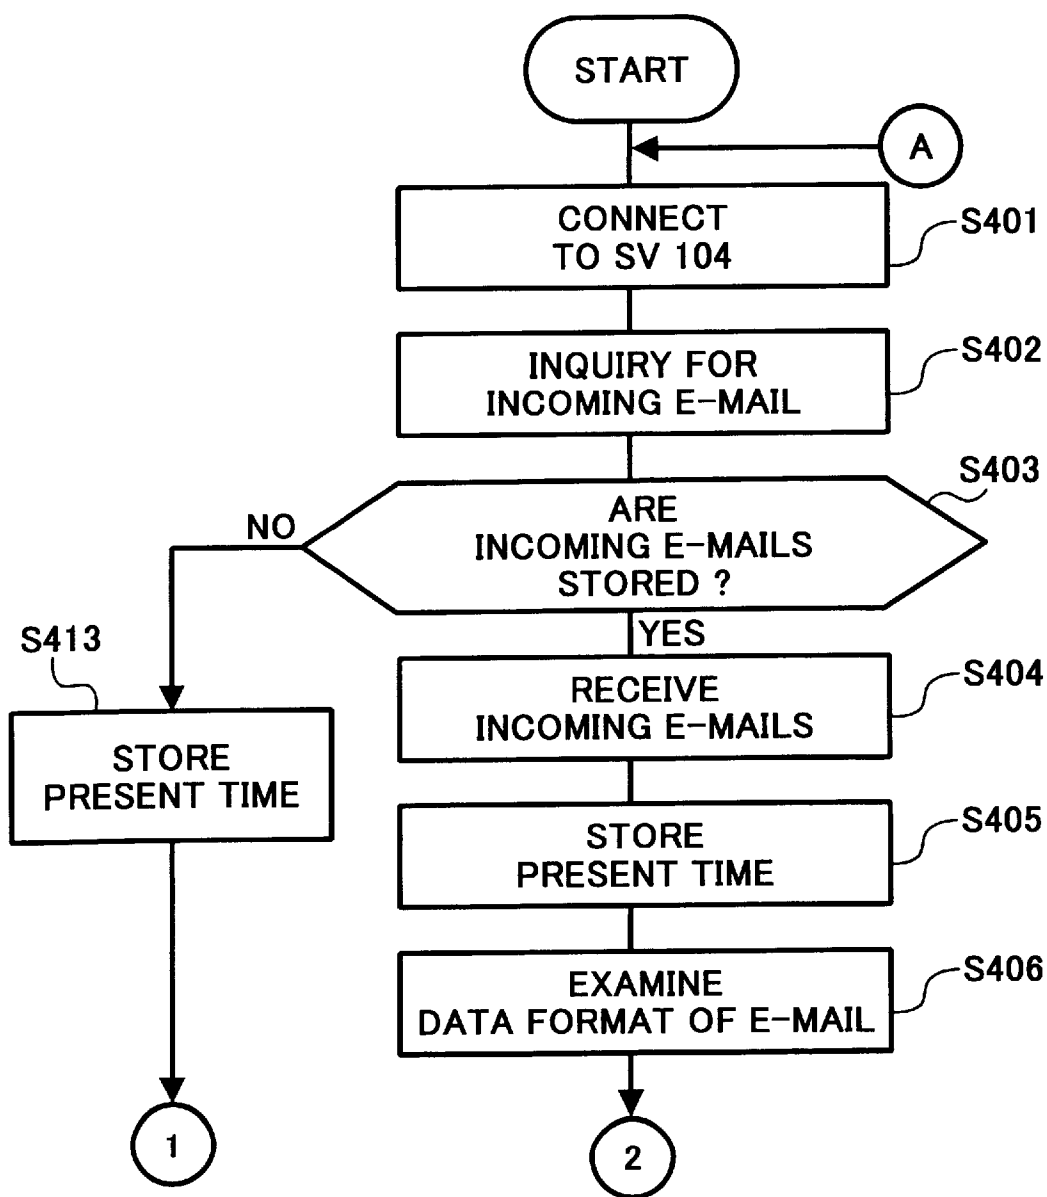 START
A
CONNECT
TO SV 104
S401
INQUIRY FOR
INCOMING E-MAIL
S402
ARE
INCOMING E-MAILS
STORED ?
S403
NO
YES
S413
STORE
PRESENT TIME
RECEIVE
INCOMING E-MAILS
S404
STORE
PRESENT TIME
S405
EXAMINE
DATA FORMAT OF E-MAIL
S406
1
2